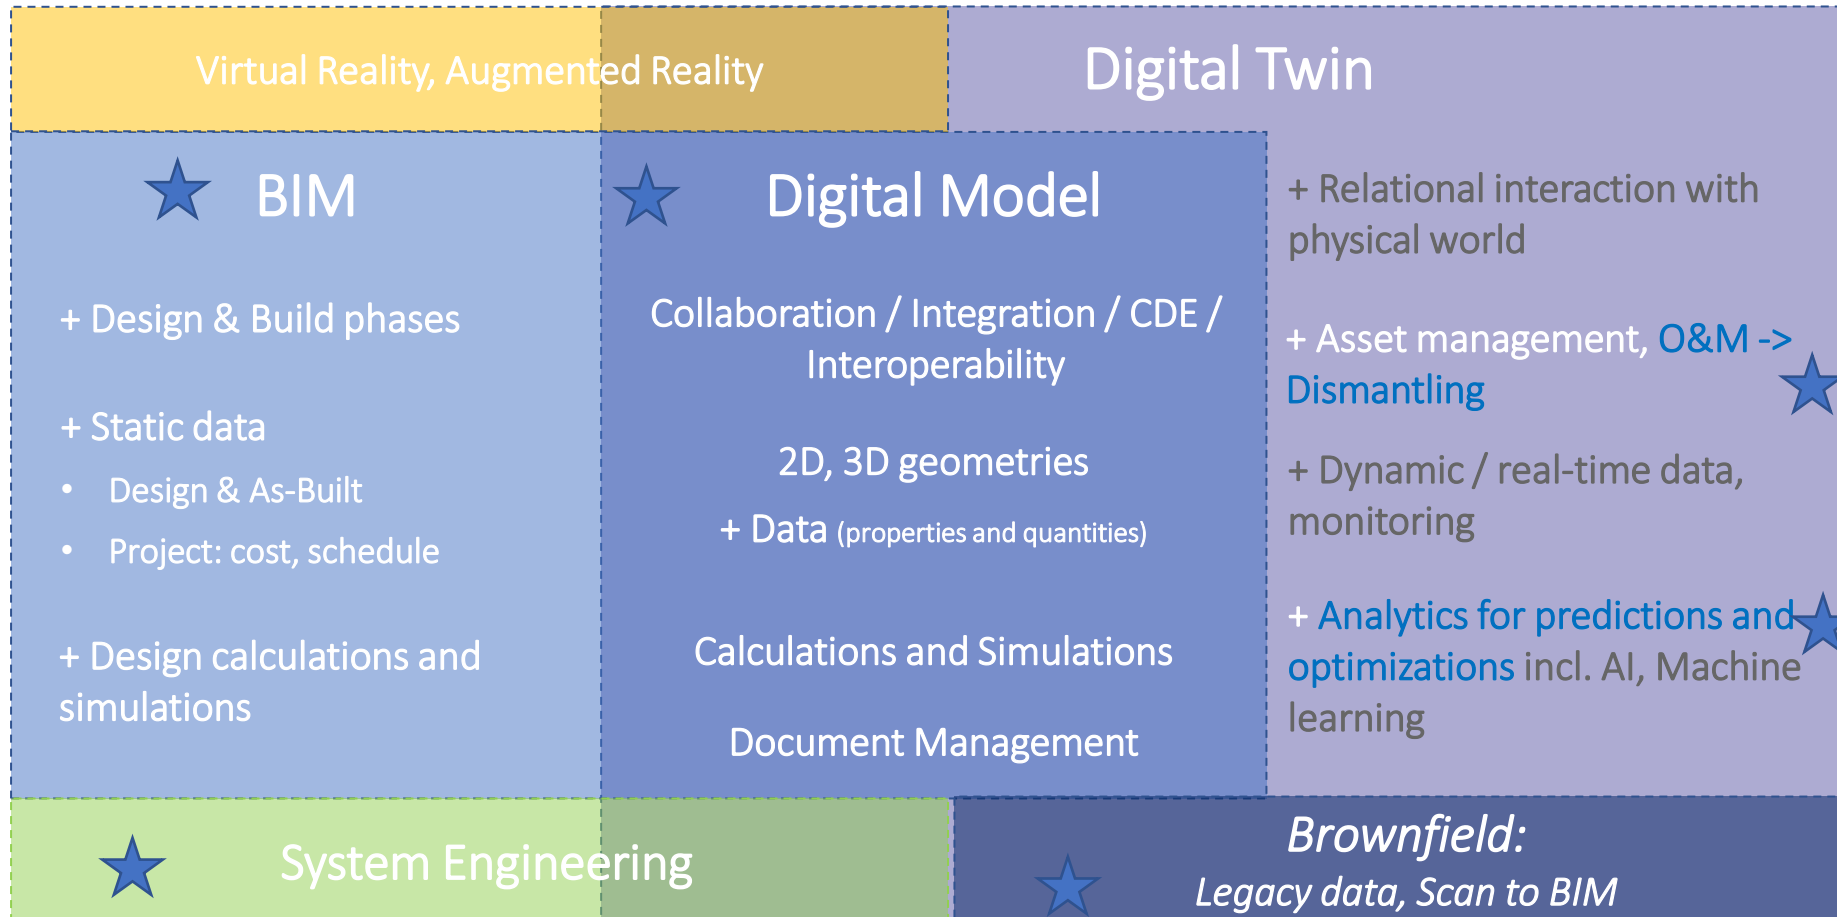 Virtual Reality, Augmented Reality
Digital Twin
BIM
+ Design & Build phases
+ Static data
• Design & As-Built
• Project: cost, schedule
+ Design calculations and
simulations
Digital Model
Collaboration / Integration / CDE /
Interoperability
2D, 3D geometries
+ Data (properties and quantities)
Calculations and Simulations
Document Management
+ Relational interaction with
physical world
+ Asset management, O&M ->
Dismantling
+ Dynamic / real-time data,
monitoring
+ Analytics for predictions and
optimizations incl. AI, Machine
learning
System Engineering
Brownfield:
Legacy data, Scan to BIM